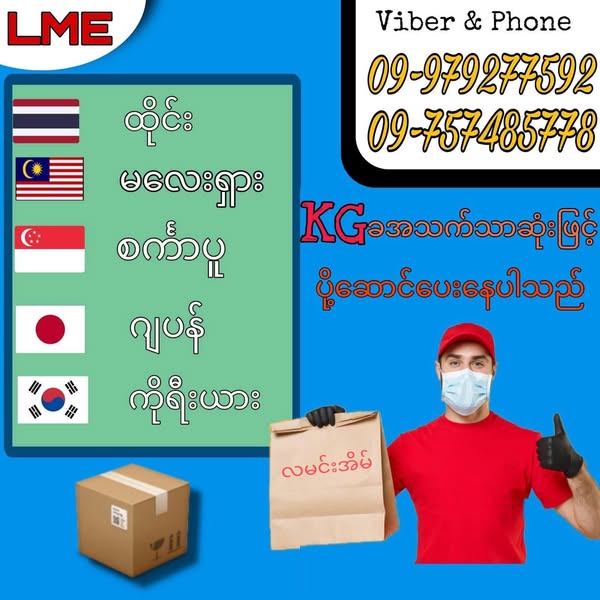 LME
Viber & Phone
09-979277592
09-757485778
ထိုင်း
မလေးရှား
စင်္ကာပူ
ဂျပန်
ကိုရီးယား
KGခအသက်သာဆုံးဖြင့်
ပို့ဆောင်ပေးနေပါသည်
လမင်းအိမ်